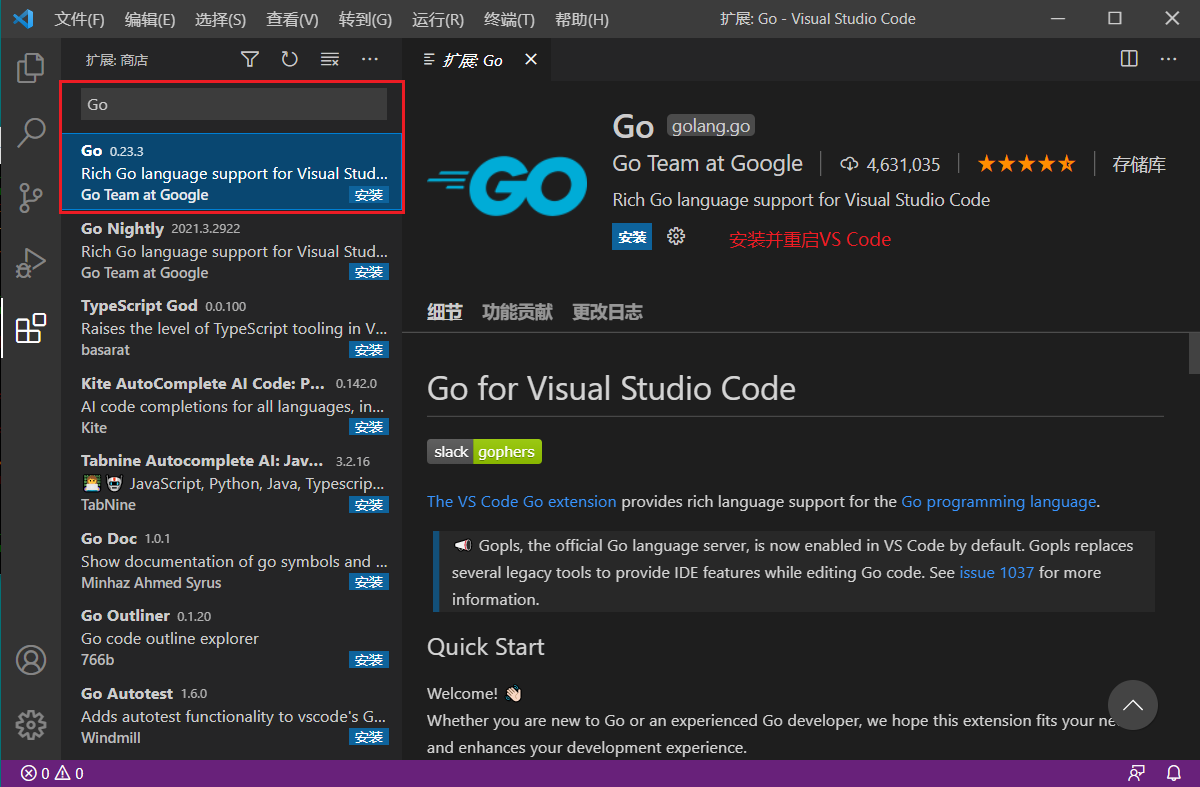 文件(F) 编辑(E) 选择(S) 查看(V) 转到(G) 运行(R) 终端(T) 帮助(H) 扩展: Go - Visual Studio Code
扩展: 商店
Go
Go 0.23.3
Rich Go language support for Visual Stud...
Go Team at Google 安装
Go Nightly 2021.3.2922
Rich Go language support for Visual Stud...
Go Team at Google 安装
TypeScript God 0.0.100
Raises the level of TypeScript tooling in V...
basarat 安装
Kite AutoComplete AI Code: P... 0.142.0
AI code completions for all languages, in...
Kite 安装
Tabnine Autocomplete AI: Jav... 3.2.16
JavaScript, Python, Java, Typescrip...
TabNine 安装
Go Doc 1.0.1
Show documentation of go symbols and ...
Minhaz Ahmed Syrus 安装
Go Outliner 0.1.20
Go code outline explorer
766b 安装
Go Autotest 1.6.0
Adds autotest functionality to vscode's G...
Windmill 安装
扩展: Go
GO
Go golang.go
Go Team at Google 4,631,035 存储库
Rich Go language support for Visual Studio Code
安装 安装并重启VS Code
细节 功能贡献 更改日志
Go for Visual Studio Code
slack gophers
The VS Code Go extension provides rich language support for the Go programming language.
Gopls, the official Go language server, is now enabled in VS Code by default. Gopls replaces
several legacy tools to provide IDE features while editing Go code. See issue 1037 for more
information.
Quick Start
Welcome! 👋🏻
Whether you are new to Go or an experienced Go developer, we hope this extension fits your
and enhances your development experience.
0 0